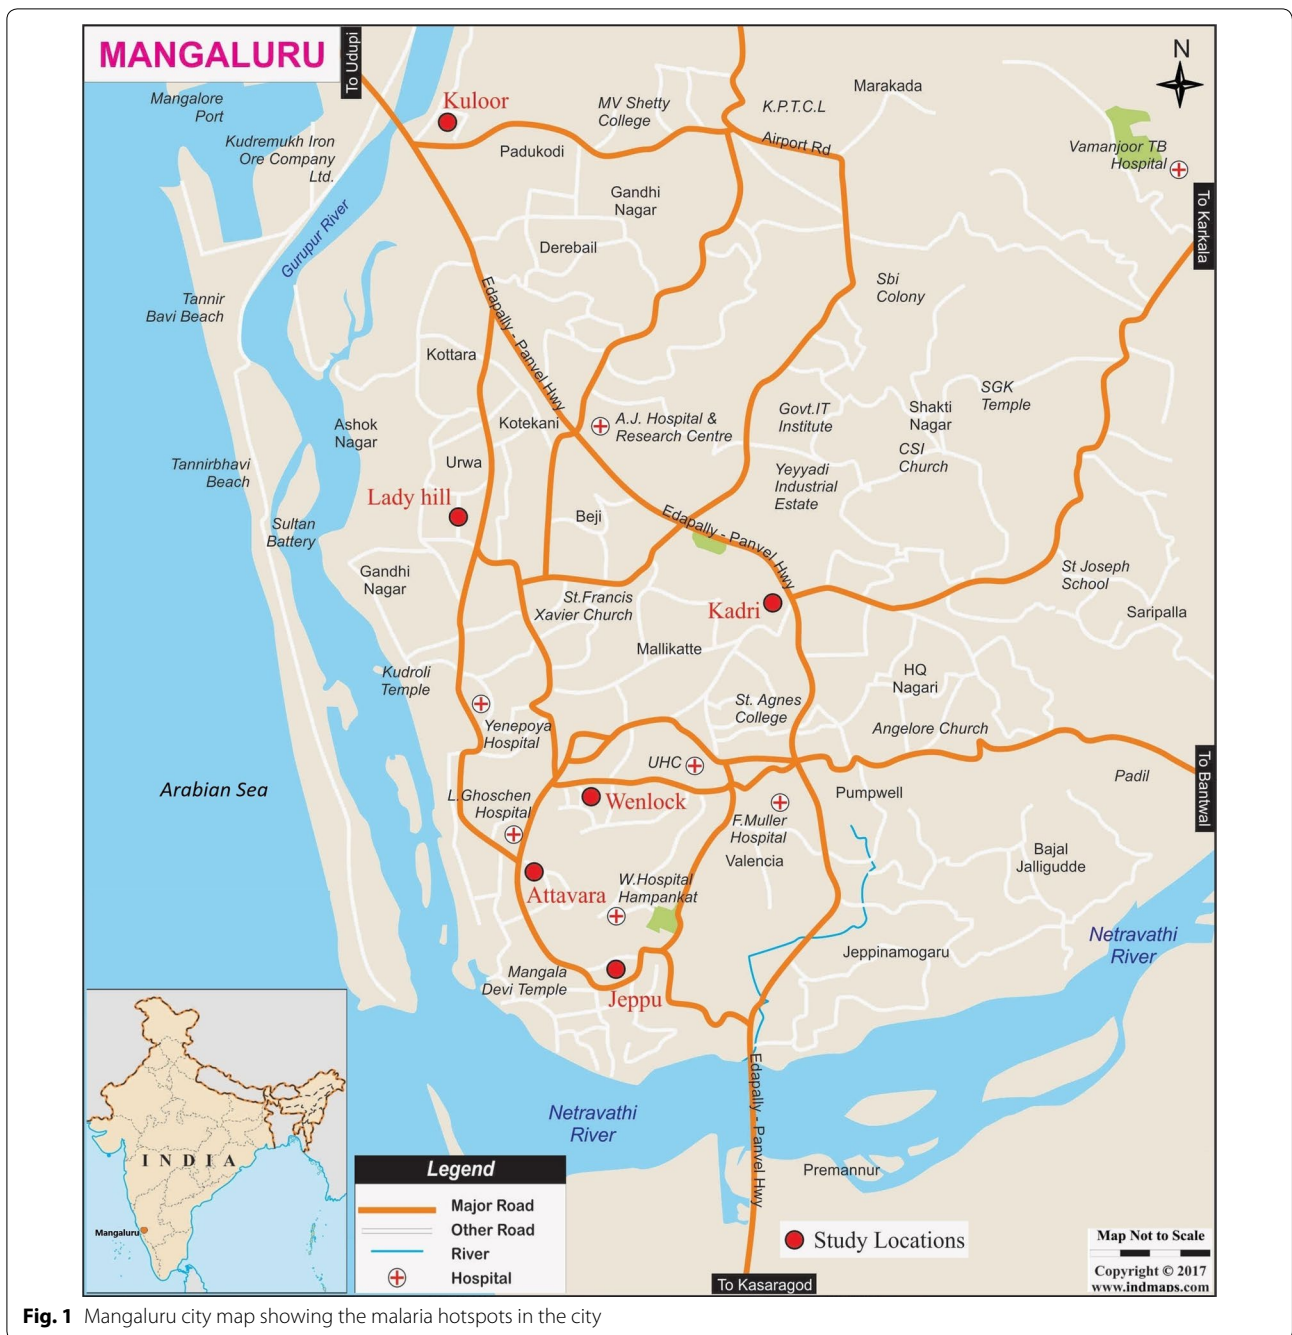 MANGALURU
To Udupi
N
Mangalore
Port
Kuloor
MV Shetty
College
K.P.T.C.L
Marakada
Kudremukh Iron
Ore Company
Ltd.
Padukodi
Airport Rd
Vamanjoor TB
Hospital
To Karkala
Gandhi
Nagar
Gurupur River
Derebail
Sbi
Colony
Tannir
Bavi Beach
Edapally - Panvel Hwy
Kottara
SGK
Temple
Ashok
Nagar
Kotekani
A.J. Hospital &
Research Centre
Govt.IT
Institute
Shakti
Nagar
CSI
Church
Tannirbhavi
Beach
Urwa
Yeyyadi
Industrial
Estate
Lady hill
Beji
Edapally - Panvel Hwy
Sultan
Battery
Gandhi
Nagar
St.Francis
Xavier Church
Kadri
St Joseph
School
Saripalla
Mallikatte
Kudroli
Temple
HQ
Nagari
St. Agnes
College
Yenepoya
Hospital
Angelore Church
UHC
To Bantwal
Padil
Arabian Sea
L.Ghoschen
Hospital
Wenlock
Pumpwell
F.Muller
Hospital
Valencia
Bajal
Jalligudde
W.Hospital
Hampankat
Attavara
Netravathi
River
Jeppinamogaru
Mangala
Devi Temple
Jeppu
Edapally - Panvel Hwy
Netravathi
River
Premannur
INDIA
Mangaluru
Legend
Major Road
Other Road
River
Hospital
Study Locations
Map Not to Scale
Copyright © 2017
www.indmaps.com
To Kasaragod
Fig. 1 Mangaluru city map showing the malaria hotspots in the city